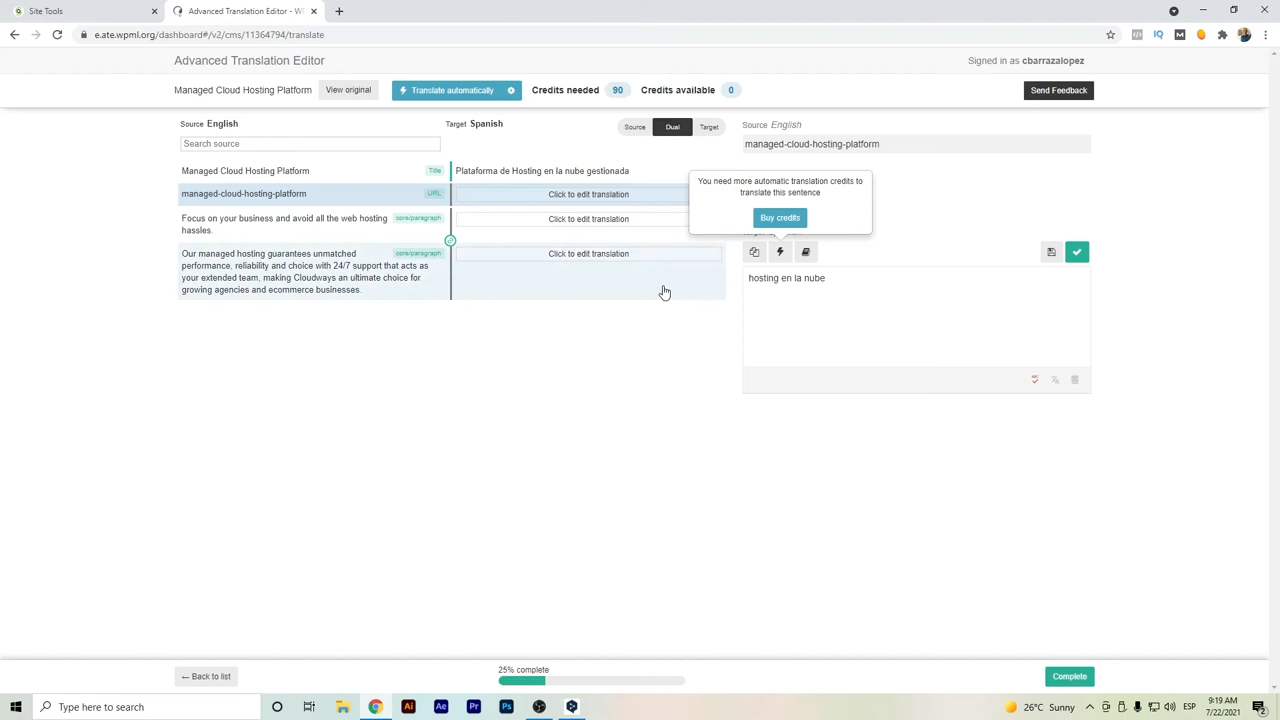 Site Tools
Advanced Translation Editor - W
e.ate.wpml.org/dashboard#/v2/cms/11364794/translate
Advanced Translation Editor
Signed in as cbarrazalopez
Managed Cloud Hosting Platform
View original
Translate automatically
Credits needed 90
Credits available 0
Send Feedback
Source English
Target Spanish
Source
Dual
Target
Source English
Search source
managed-cloud-hosting-platform
Managed Cloud Hosting Platform
Title
Plataforma de Hosting en la nube gestionada
You need more automatic translation credits to
translate this sentence
Buy credits
managed-cloud-hosting-platform
URL
Click to edit translation
Focus on your business and avoid all the web hosting
hassles.
core/paragraph
Click to edit translation
Our managed hosting guarantees unmatched
performance, reliability and choice with 24/7 support that acts as
your extended team, making Cloudways an ultimate choice for
growing agencies and ecommerce businesses.
core/paragraph
Click to edit translation
hosting en la nube
← Back to list
25% complete
Complete
Type here to search
Ai
Ae
Pr
Ps
26°C Sunny
ESP
9:19 AM
7/22/2021
2